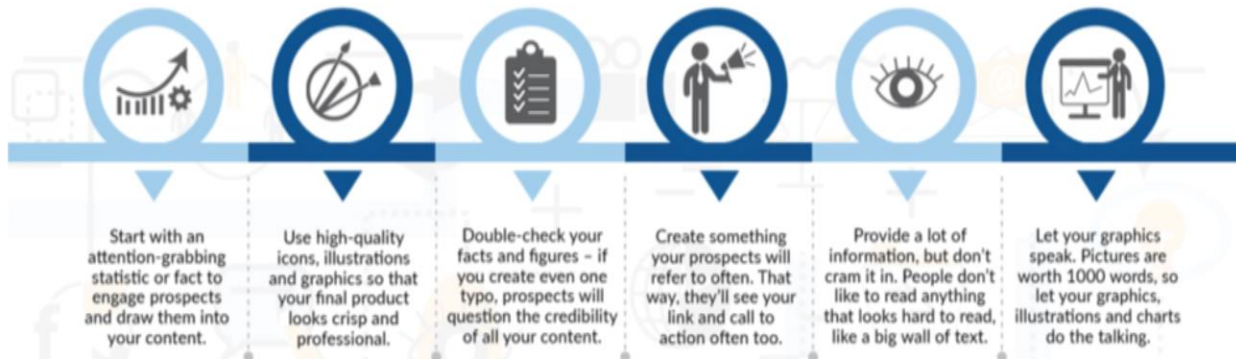 Start with an
attention-grabbing
statistic or fact to
engage prospects
and draw them into
your content.
Use high-quality
icons, illustrations
and graphics so that
your final product
looks crisp and
professional.
Double-check your
facts and figures – if
you create even one
typo, prospects will
question the credibility
of all your content.
Create something
your prospects will
refer to often. That
way, they'll see your
link and call to
action often too.
Provide a lot of
information, but don't
cram it in. People don't
like to read anything
that looks hard to read,
like a big wall of text.
Let your graphics
speak. Pictures are
worth 1000 words, so
let your graphics,
illustrations and charts
do the talking.